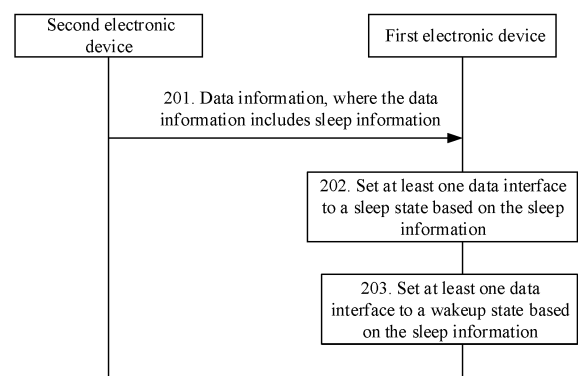 Second electronic
device
First electronic device
201. Data information, where the data
information includes sleep information
202. Set at least one data interface
to a sleep state based on the sleep
information
203. Set at least one data
interface to a wakeup state based
on the sleep information